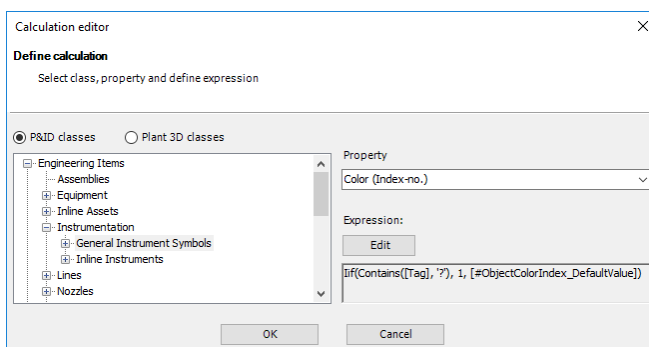 Calculation editor
Define calculation
Select class, property and define expression
P&ID classes
Plant 3D classes
Engineering Items
Assemblies
Equipment
Inline Assets
Instrumentation
General Instrument Symbols
Inline Instruments
Lines
Nozzles
Property
Color (Index-no.)
Expression:
Edit
Iif(Contains([Tag], '?'), 1, [#ObjectColorIndex_DefaultValue])
OK
Cancel